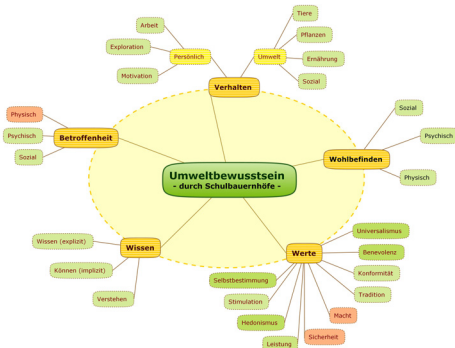 Tiere
Arbeit
Pflanzen
Exploration
Persönlich
Umwelt
Ernährung
Motivation
Sozial
Verhalten
Physisch
Sozial
Psychisch
Betroffenheit
Psychisch
Sozial
Wohlbefinden
Physisch
Umweltbewusstsein
- durch Schulbauernhöfe -
Universalismus
Wissen (explizit)
Wissen
Werte
Benevolenz
Können (implizit)
Selbstbestimmung
Konformität
Verstehen
Stimulation
Tradition
Hedonismus
Macht
Leistung
Sicherheit